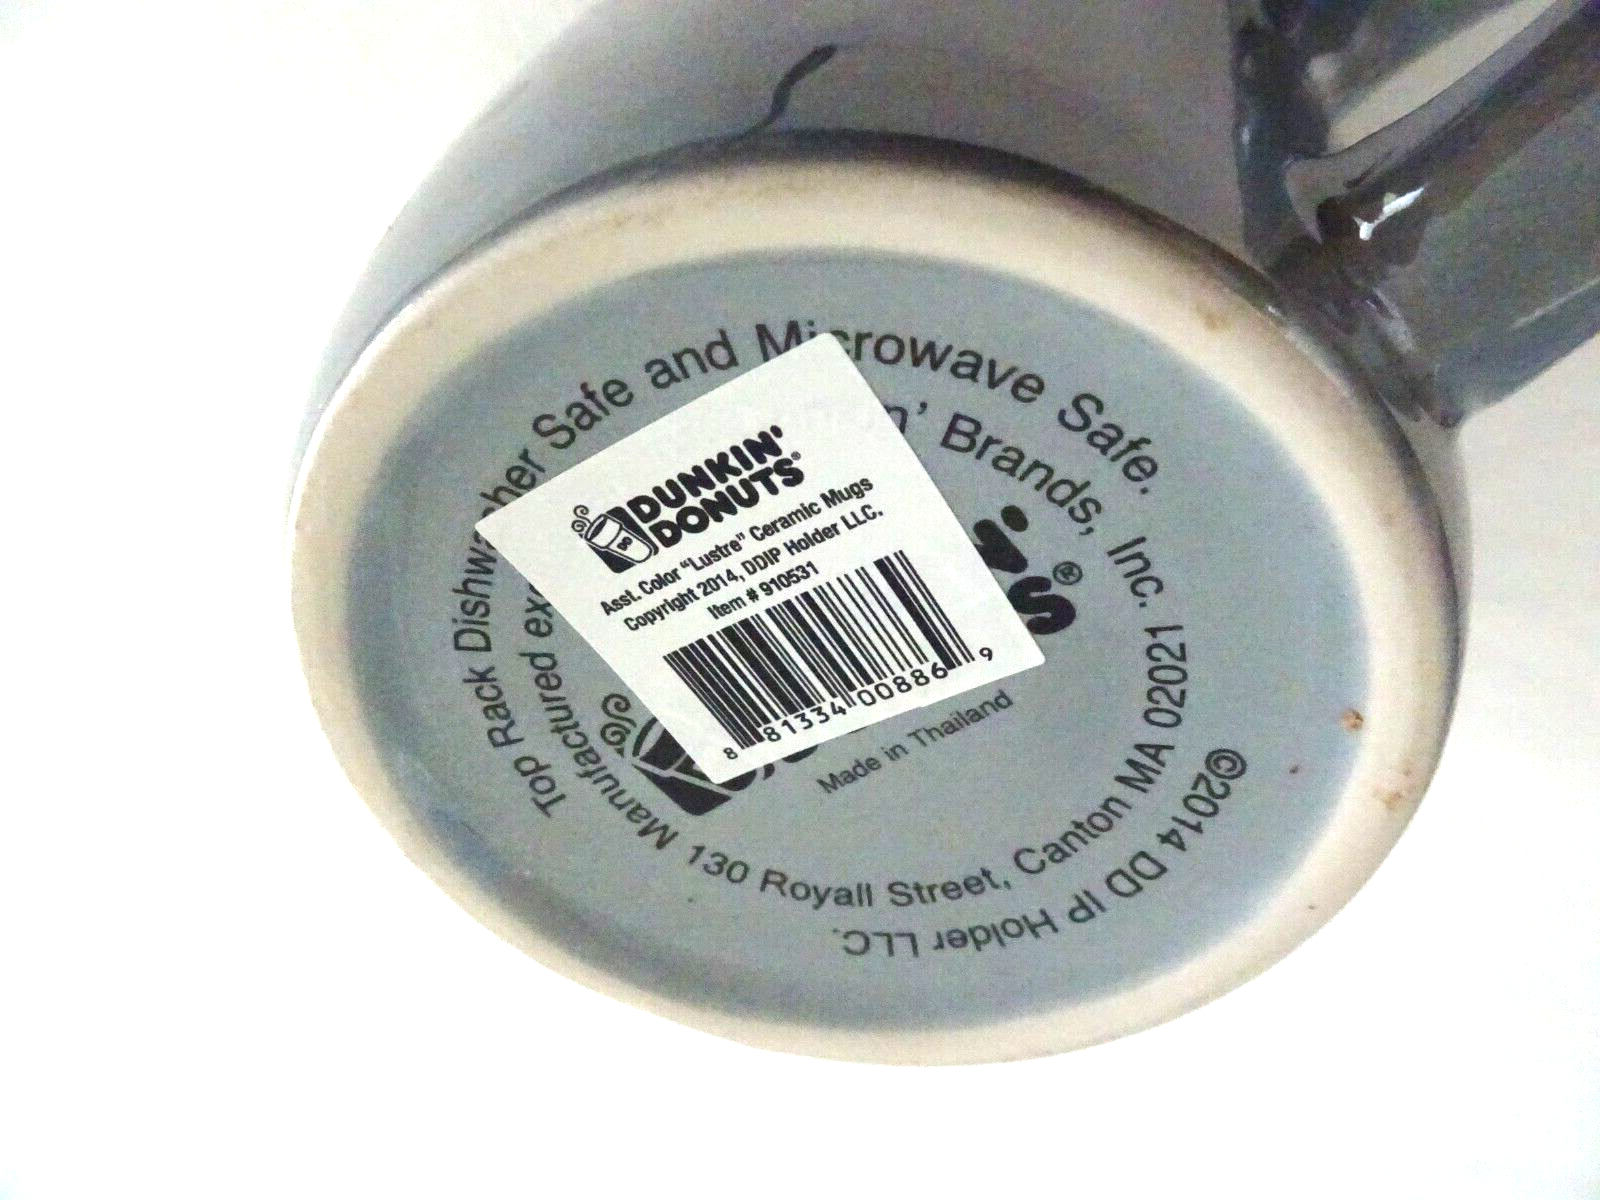 Top Rack Dishwasher Safe and Microwave Safe.
Manufactured
Brands, Inc.
130 Royall Street, Canton MA 02021
©2014 DD IP Holder LLC.
Made in Thailand
®
DUNKIN'
DONUTS®
DD
Asst. Color "Lustre" Ceramic Mugs
Copyright 2014, DDIP Holder LLC.
Item # 910531
8 81334 00886 9